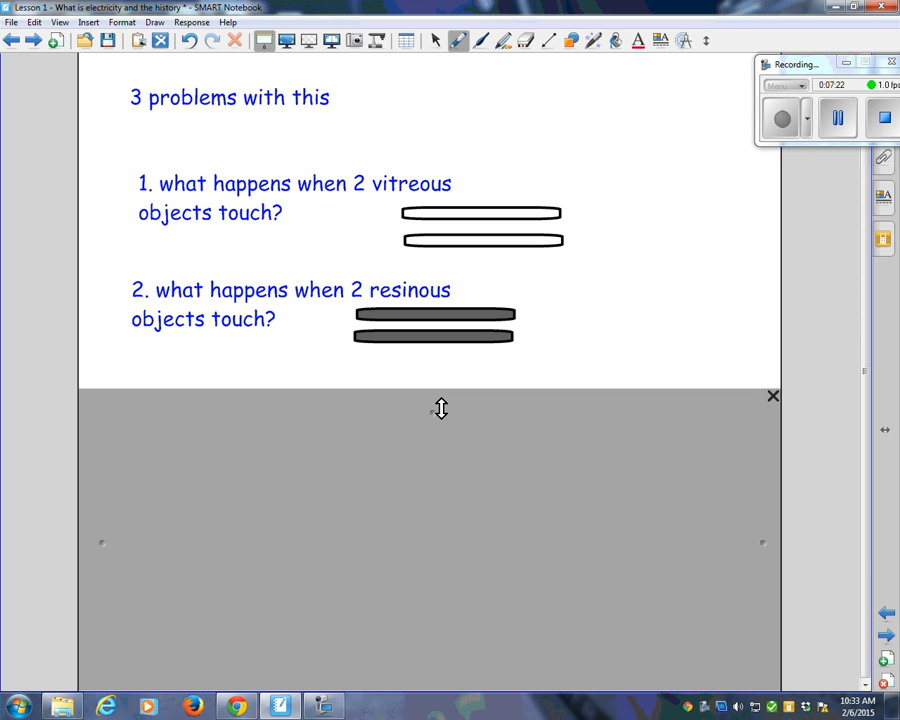 Lesson 1 - What is electricity and the history * - SMART Notebook
File Edit View Insert Format Draw Response Help
Recording...
Menu 0:07:22 1.0 fps
3 problems with this
1. what happens when 2 vitreous
objects touch?
2. what happens when 2 resinous
objects touch?
10:33 AM
2/6/2015